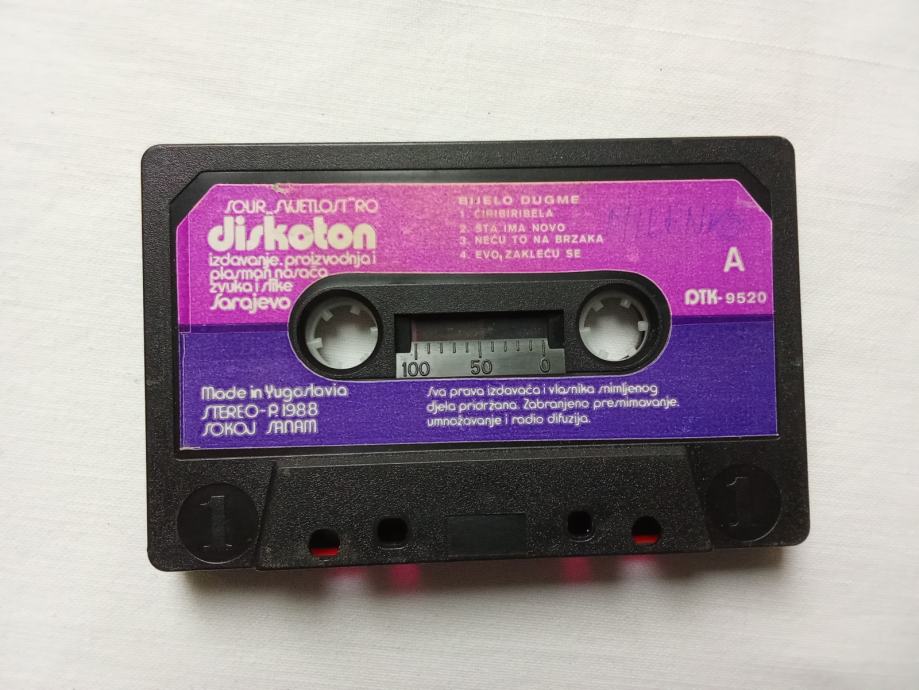 SOUR "SVJETLOST" RO
diskoton
izdavanje, proizvodnja i
plasman nosača
zvuka i slike
Sarajevo
BIJELO DUGME
1. ĆIRIBIRIBELA
2. ŠTA IMA NOVO
3. NEĆU TO NA BRZAKA
4. EVO, ZAKLEĆU SE
MILENKO
A
DTK-9520
100 50 0
Made in Yugoslavia
STEREO-P. 1988
SOKOJ SANAM
Sva prava izdavača i vlasnika snimljenog
djela pridržana. Zabranjeno presnimavanje,
umnožavanje i radio difuzija.
1
1